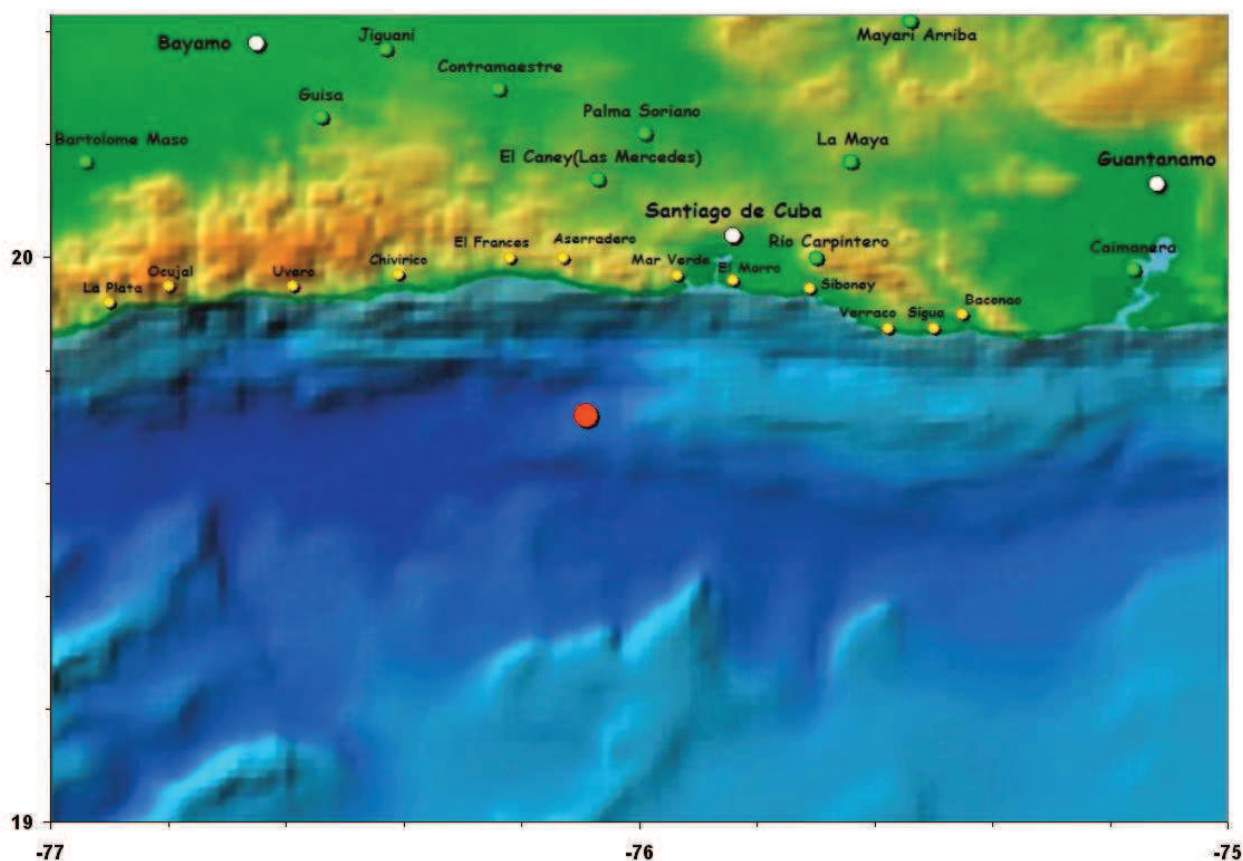 Mayari Arriba
Jiguani
Bayamo
Contramaestre
Guisa
Palma Soriano
Bartolome Maso
La Maya
El Caney(Las Mercedes)
Guantanamo
Santiago de Cuba
El Frances
Aserradero
Rio Carpintero
Caimanera
20
Chivirico
Mar Verde
El Morro
Ocujal
Uvero
La Plata
Siboney
Baconao
Verraco
Sigua
19
-77
-76
-75